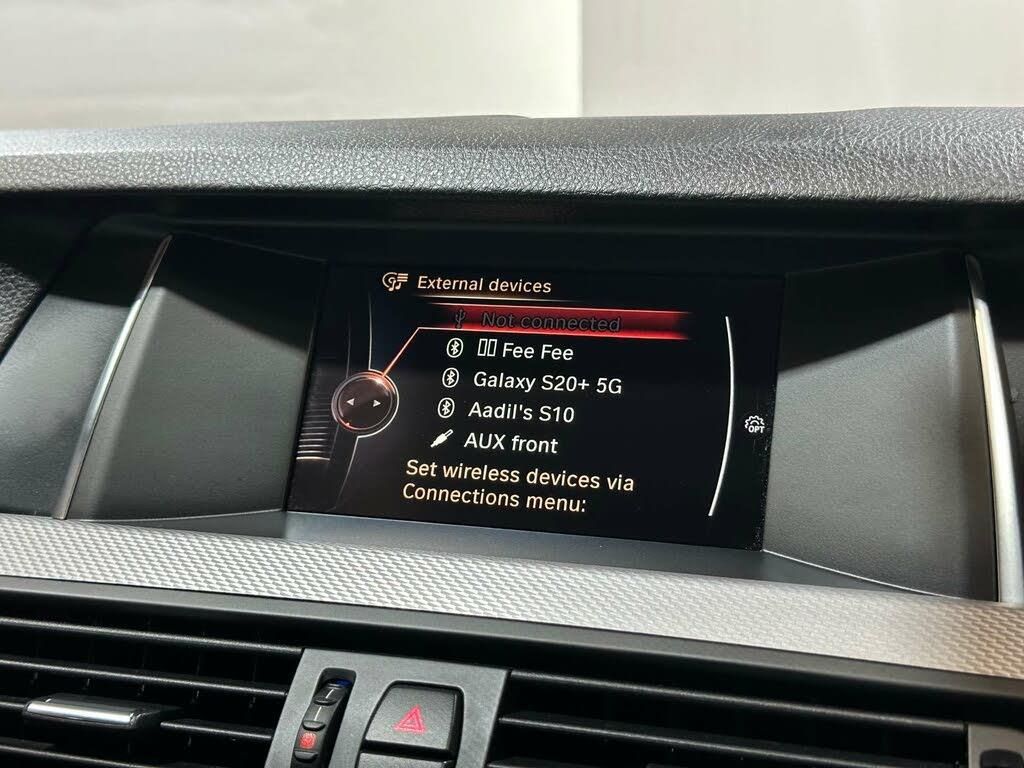 External devices
Not connected
▯▯ Fee Fee
Galaxy S20+ 5G
Aadil's S10
AUX front
Set wireless devices via
Connections menu:
OPT